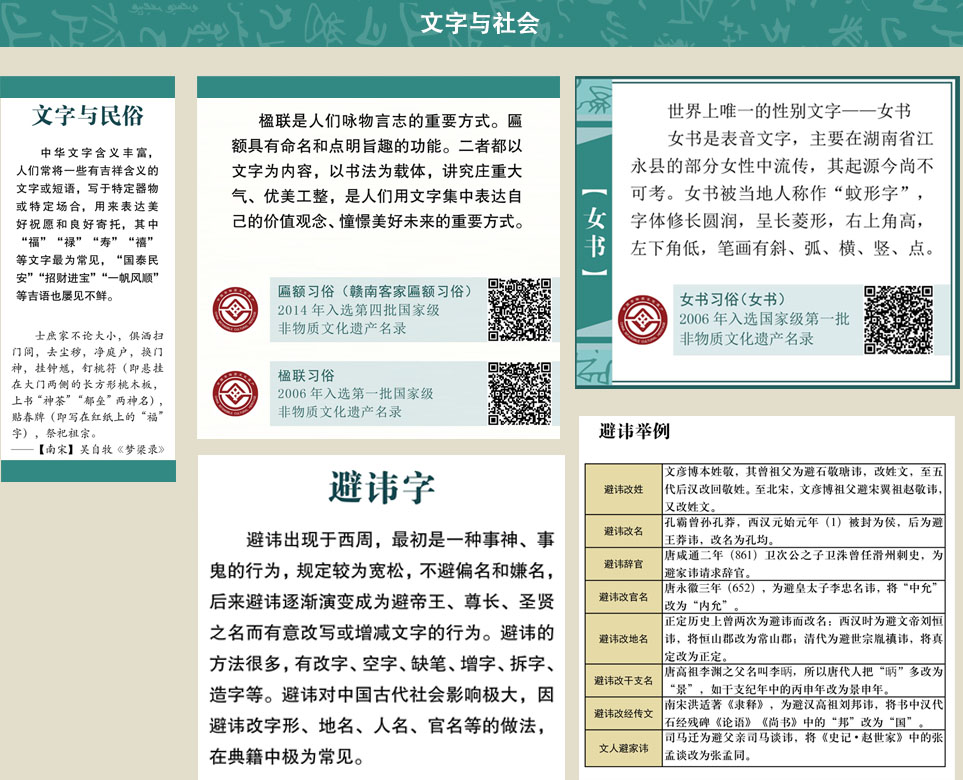 文字与社会
文字与民俗
中华文字含义丰富，
人们常将一些有吉祥含义的
文字或短语，写于特定器物
或特定场合，用来表达美
好祝愿和良好寄托，其中
“福”“禄”“寿”“禧”
等文字最为常见，“国泰民
安”“招财进宝”“一帆风顺”
等吉语也屡见不鲜。
士庶家不论大小，俱洒扫
门闾，去尘秽，净庭户，换门
神，挂钟馗，钉桃符（即悬挂
在大门两侧的长方形桃木板，
上书“神荼”“郁垒”两神名），
贴春牌（即写在红纸上的“福”
字），祭祀祖宗。
——【南宋】吴自牧《梦粱录》
楹联是人们咏物言志的重要方式。匾
额具有命名和点明旨趣的功能。二者都以
文字为内容，以书法为载体，讲究庄重大
气、优美工整，是人们用文字集中表达自
己的价值观念、憧憬美好未来的重要方式。
匾额习俗（赣南客家匾额习俗）
2014 年入选第四批国家级
非物质文化遗产名录
楹联习俗
2006 年入选第一批国家级
非物质文化遗产名录
【女书】
世界上唯一的性别文字——女书
女书是表音文字，主要在湖南省江
永县的部分女性中流传，其起源今尚不
可考。女书被当地人称作“蚊形字”，
字体修长圆润，呈长菱形，右上角高，
左下角低，笔画有斜、弧、横、竖、点。
女书习俗（女书）
2006 年入选国家级第一批
非物质文化遗产名录
避讳字
避讳出现于西周，最初是一种事神、事
鬼的行为，规定较为宽松，不避偏名和嫌名，
后来避讳逐渐演变成为避帝王、尊长、圣贤
之名而有意改写或增减文字的行为。避讳的
方法很多，有改字、空字、缺笔、增字、拆字、
造字等。避讳对中国古代社会影响极大，因
避讳改字形、地名、人名、官名等的做法，
在典籍中极为常见。
避讳举例
避讳改姓
文彦博本姓敬，其曾祖父为避石敬瑭讳，改姓文，至五
代后汉改回敬姓。至北宋，文彦博祖父避宋翼祖赵敬讳，
又改姓文。
避讳改名
孔霸曾孙孔莽，西汉元始元年（1）被封为侯，后为避
王莽讳，改名为孔均。
避讳辞官
唐咸通二年（861）卫次公之子卫洙曾任滑州刺史，为
避家讳请求辞官。
避讳改官名
唐永徽三年（652），为避皇太子李忠名讳，将“中允”
改为“内允”。
避讳改地名
正定历史上曾两次为避讳而改名：西汉时为避文帝刘恒
讳，将恒山郡改为常山郡；清代为避世宗胤禛讳，将真
定改为正定。
避讳改干支名
唐高祖李渊之父名叫李昞，所以唐代人把“昞”多改为
“景”，如干支纪年中的丙申年改为景申年。
避讳改经传文
南宋洪适著《隶释》，为避汉高祖刘邦讳，将书中汉代
石经残碑《论语》《尚书》中的“邦”改为“国”。
文人避家讳
司马迁为避父亲司马谈讳，将《史记·赵世家》中的张
孟谈改为张孟同。